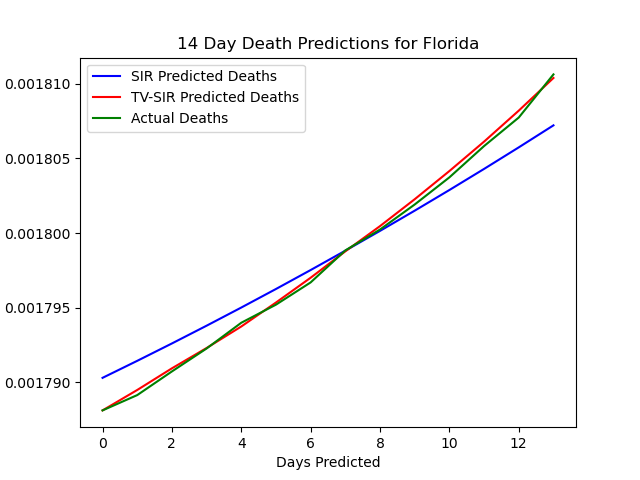 14 Day Death Predictions for Florida
SIR Predicted Deaths
TV-SIR Predicted Deaths
Actual Deaths
0.001810
0.001805
0.001800
0.001795
0.001790
0 2 4 6 8 10 12
Days Predicted